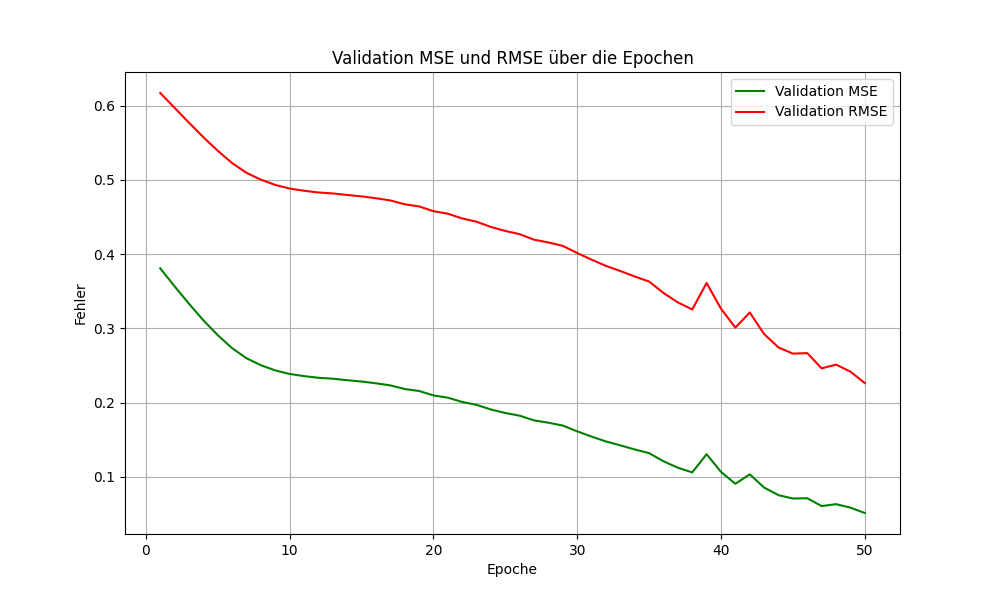 Validation MSE und RMSE über die Epochen
Validation MSE
Validation RMSE
0.6
0.5
0.4
0.3
0.2
0.1
Fehler
0 10 20 30 40 50
Epoche